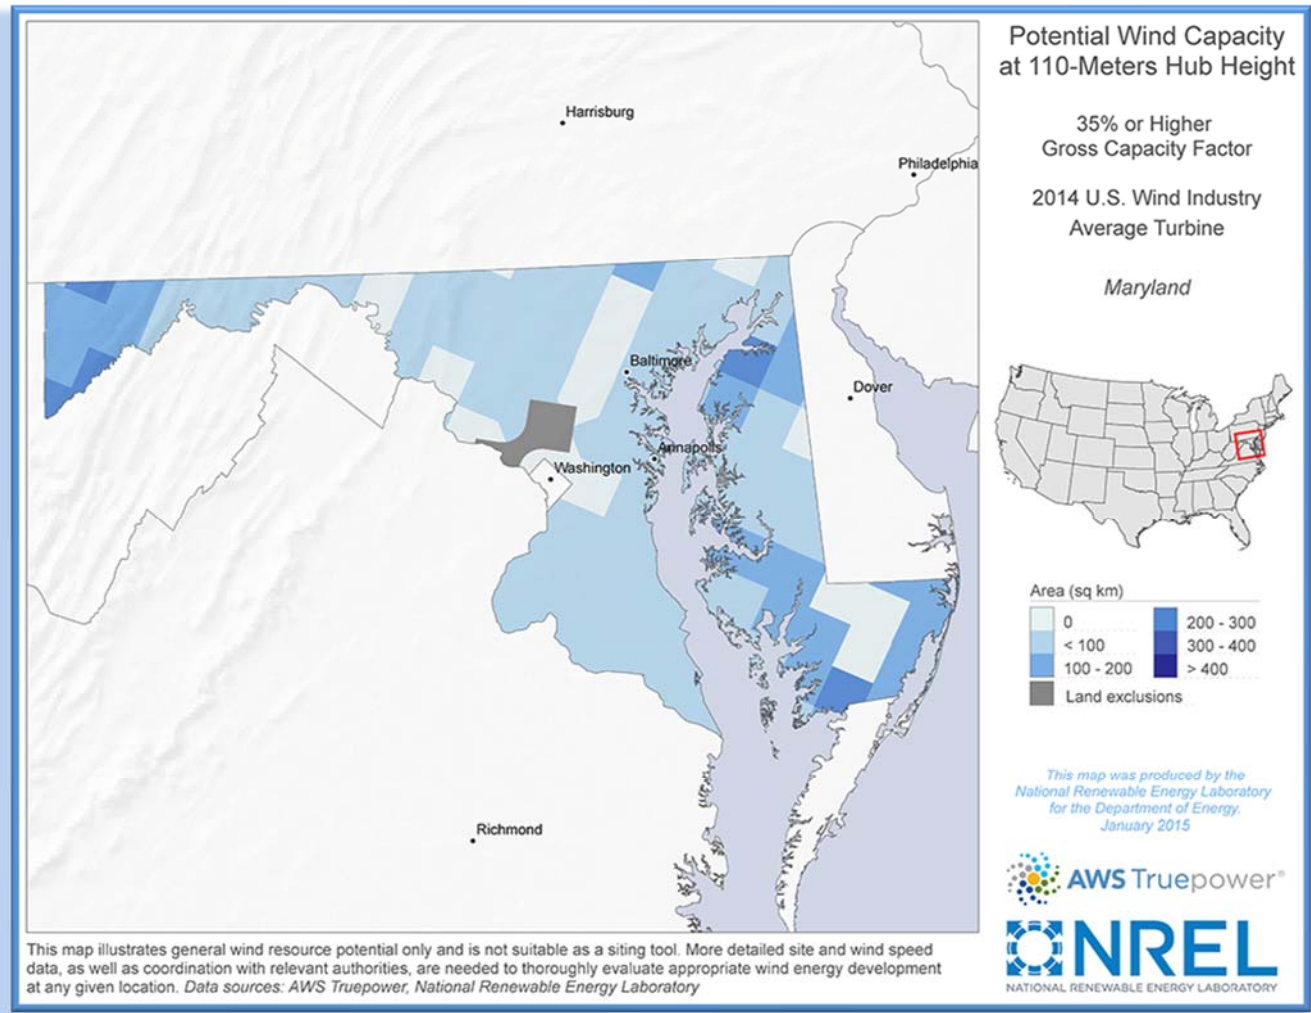 Harrisburg
Philadelphia
Baltimore
Dover
Annapolis
Washington
Richmond
Potential Wind Capacity
at 110-Meters Hub Height
35% or Higher
Gross Capacity Factor
2014 U.S. Wind Industry
Average Turbine
Maryland
Area (sq km)
0
< 100
100 - 200
200 - 300
300 - 400
> 400
Land exclusions
This map was produced by the
National Renewable Energy Laboratory
for the Department of Energy.
January 2015
AWS Truepower®
NREL
NATIONAL RENEWABLE ENERGY LABORATORY
This map illustrates general wind resource potential only and is not suitable as a siting tool. More detailed site and wind speed
data, as well as coordination with relevant authorities, are needed to thoroughly evaluate appropriate wind energy development
at any given location. Data sources: AWS Truepower, National Renewable Energy Laboratory